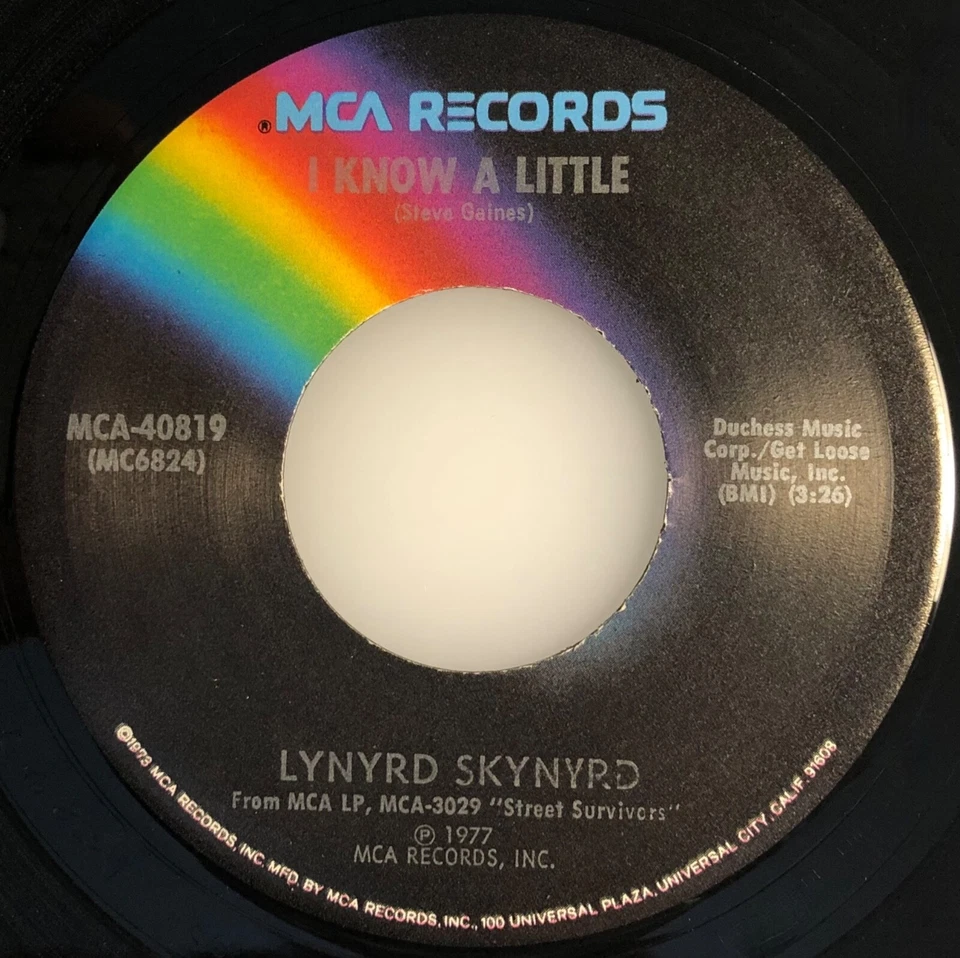 ® MCA RECORDS
I KNOW A LITTLE
(Steve Gaines)
MCA-40819
(MC6824)
Duchess Music
Corp./Get Loose
Music, Inc.
(BMI) (3:26)
LYNYRD SKYNYRD
From MCA LP, MCA-3029 "Street Survivors"
℗ 1977
MCA RECORDS, INC.
©1973 MCA RECORDS, INC. MFD. BY MCA RECORDS, INC., 100 UNIVERSAL PLAZA, UNIVERSAL CITY, CALIF. 91608